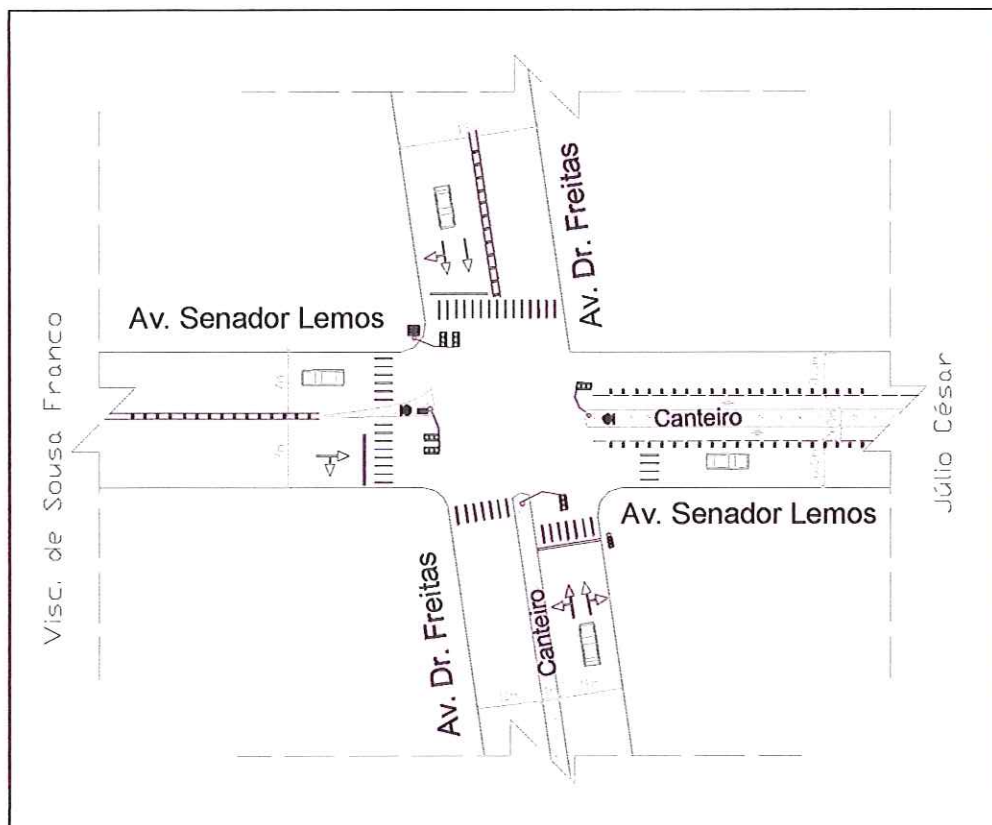 Av. Dr. Freitas
Av. Senador Lemos
Visc. de Sousa Franco
Canteiro
Júlio César
Av. Senador Lemos
Av. Dr. Freitas
Canteiro